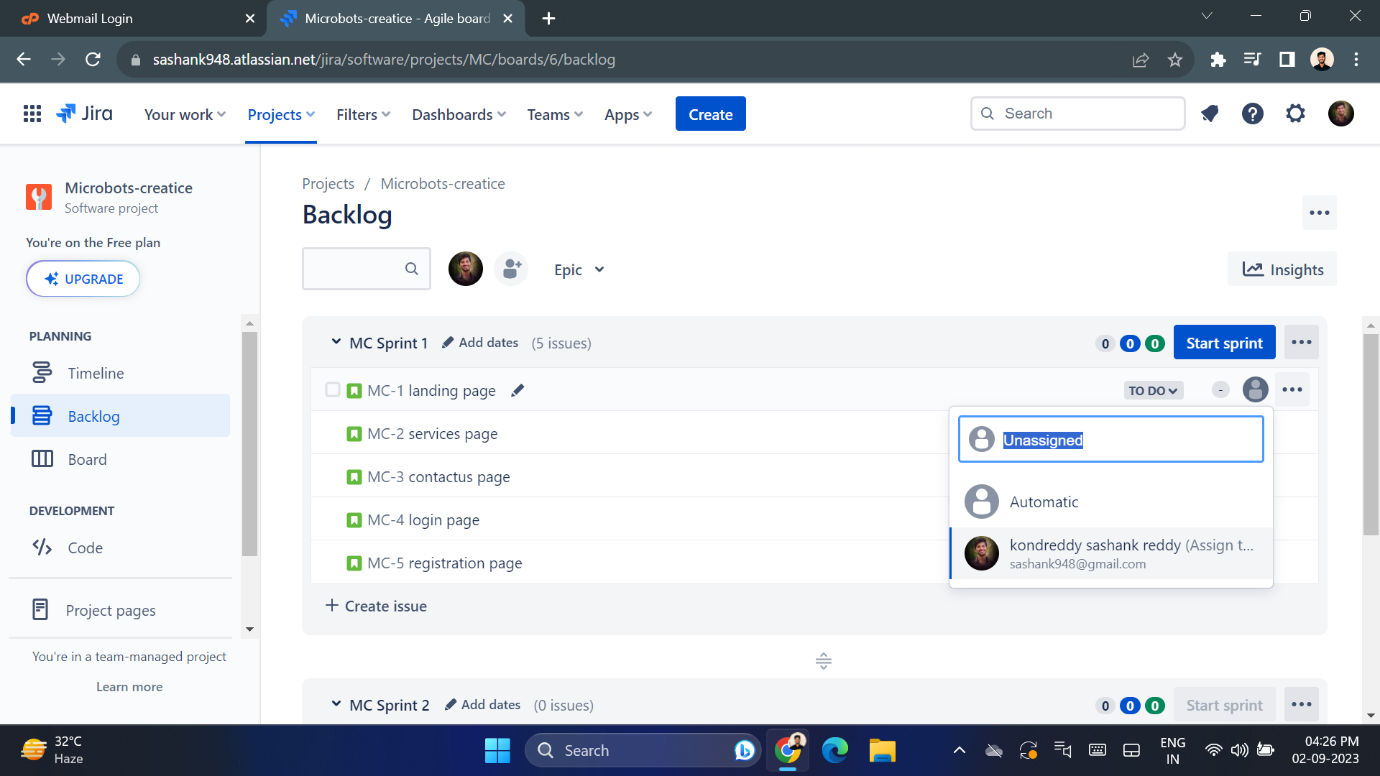 Webmail Login
Microbots-creatice - Agile board
sashank948.atlassian.net/jira/software/projects/MC/boards/6/backlog
Jira
Your work
Projects
Filters
Dashboards
Teams
Apps
Create
Search
Microbots-creatice
Software project
You're on the Free plan
UPGRADE
PLANNING
Timeline
Backlog
Board
DEVELOPMENT
Code
Project pages
You're in a team-managed project
Learn more
Projects / Microbots-creatice
Backlog
Epic
Insights
MC Sprint 1 Add dates (5 issues)
0 0 0 Start sprint
MC-1 landing page
TO DO -
MC-2 services page
MC-3 contactus page
MC-4 login page
MC-5 registration page
Unassigned
Automatic
kondreddy sashank reddy (Assign t...
sashank948@gmail.com
+ Create issue
MC Sprint 2 Add dates (0 issues)
0 0 0 Start sprint
32°C
Haze
Search
ENG
IN
04:26 PM
02-09-2023